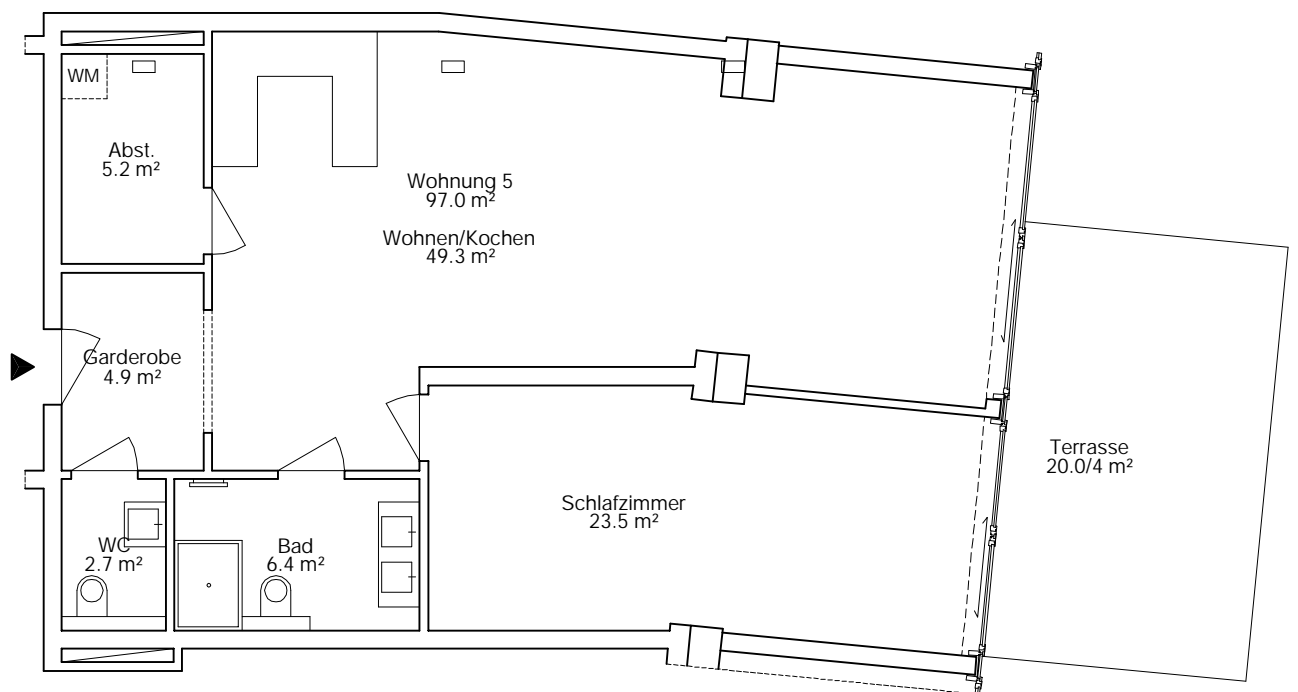 WM
Abst.
5.2 m²
Wohnung 5
97.0 m²
Wohnen/Kochen
49.3 m²
Garderobe
4.9 m²
Terrasse
20.0/4 m²
Schlafzimmer
23.5 m²
WC
2.7 m²
Bad
6.4 m²